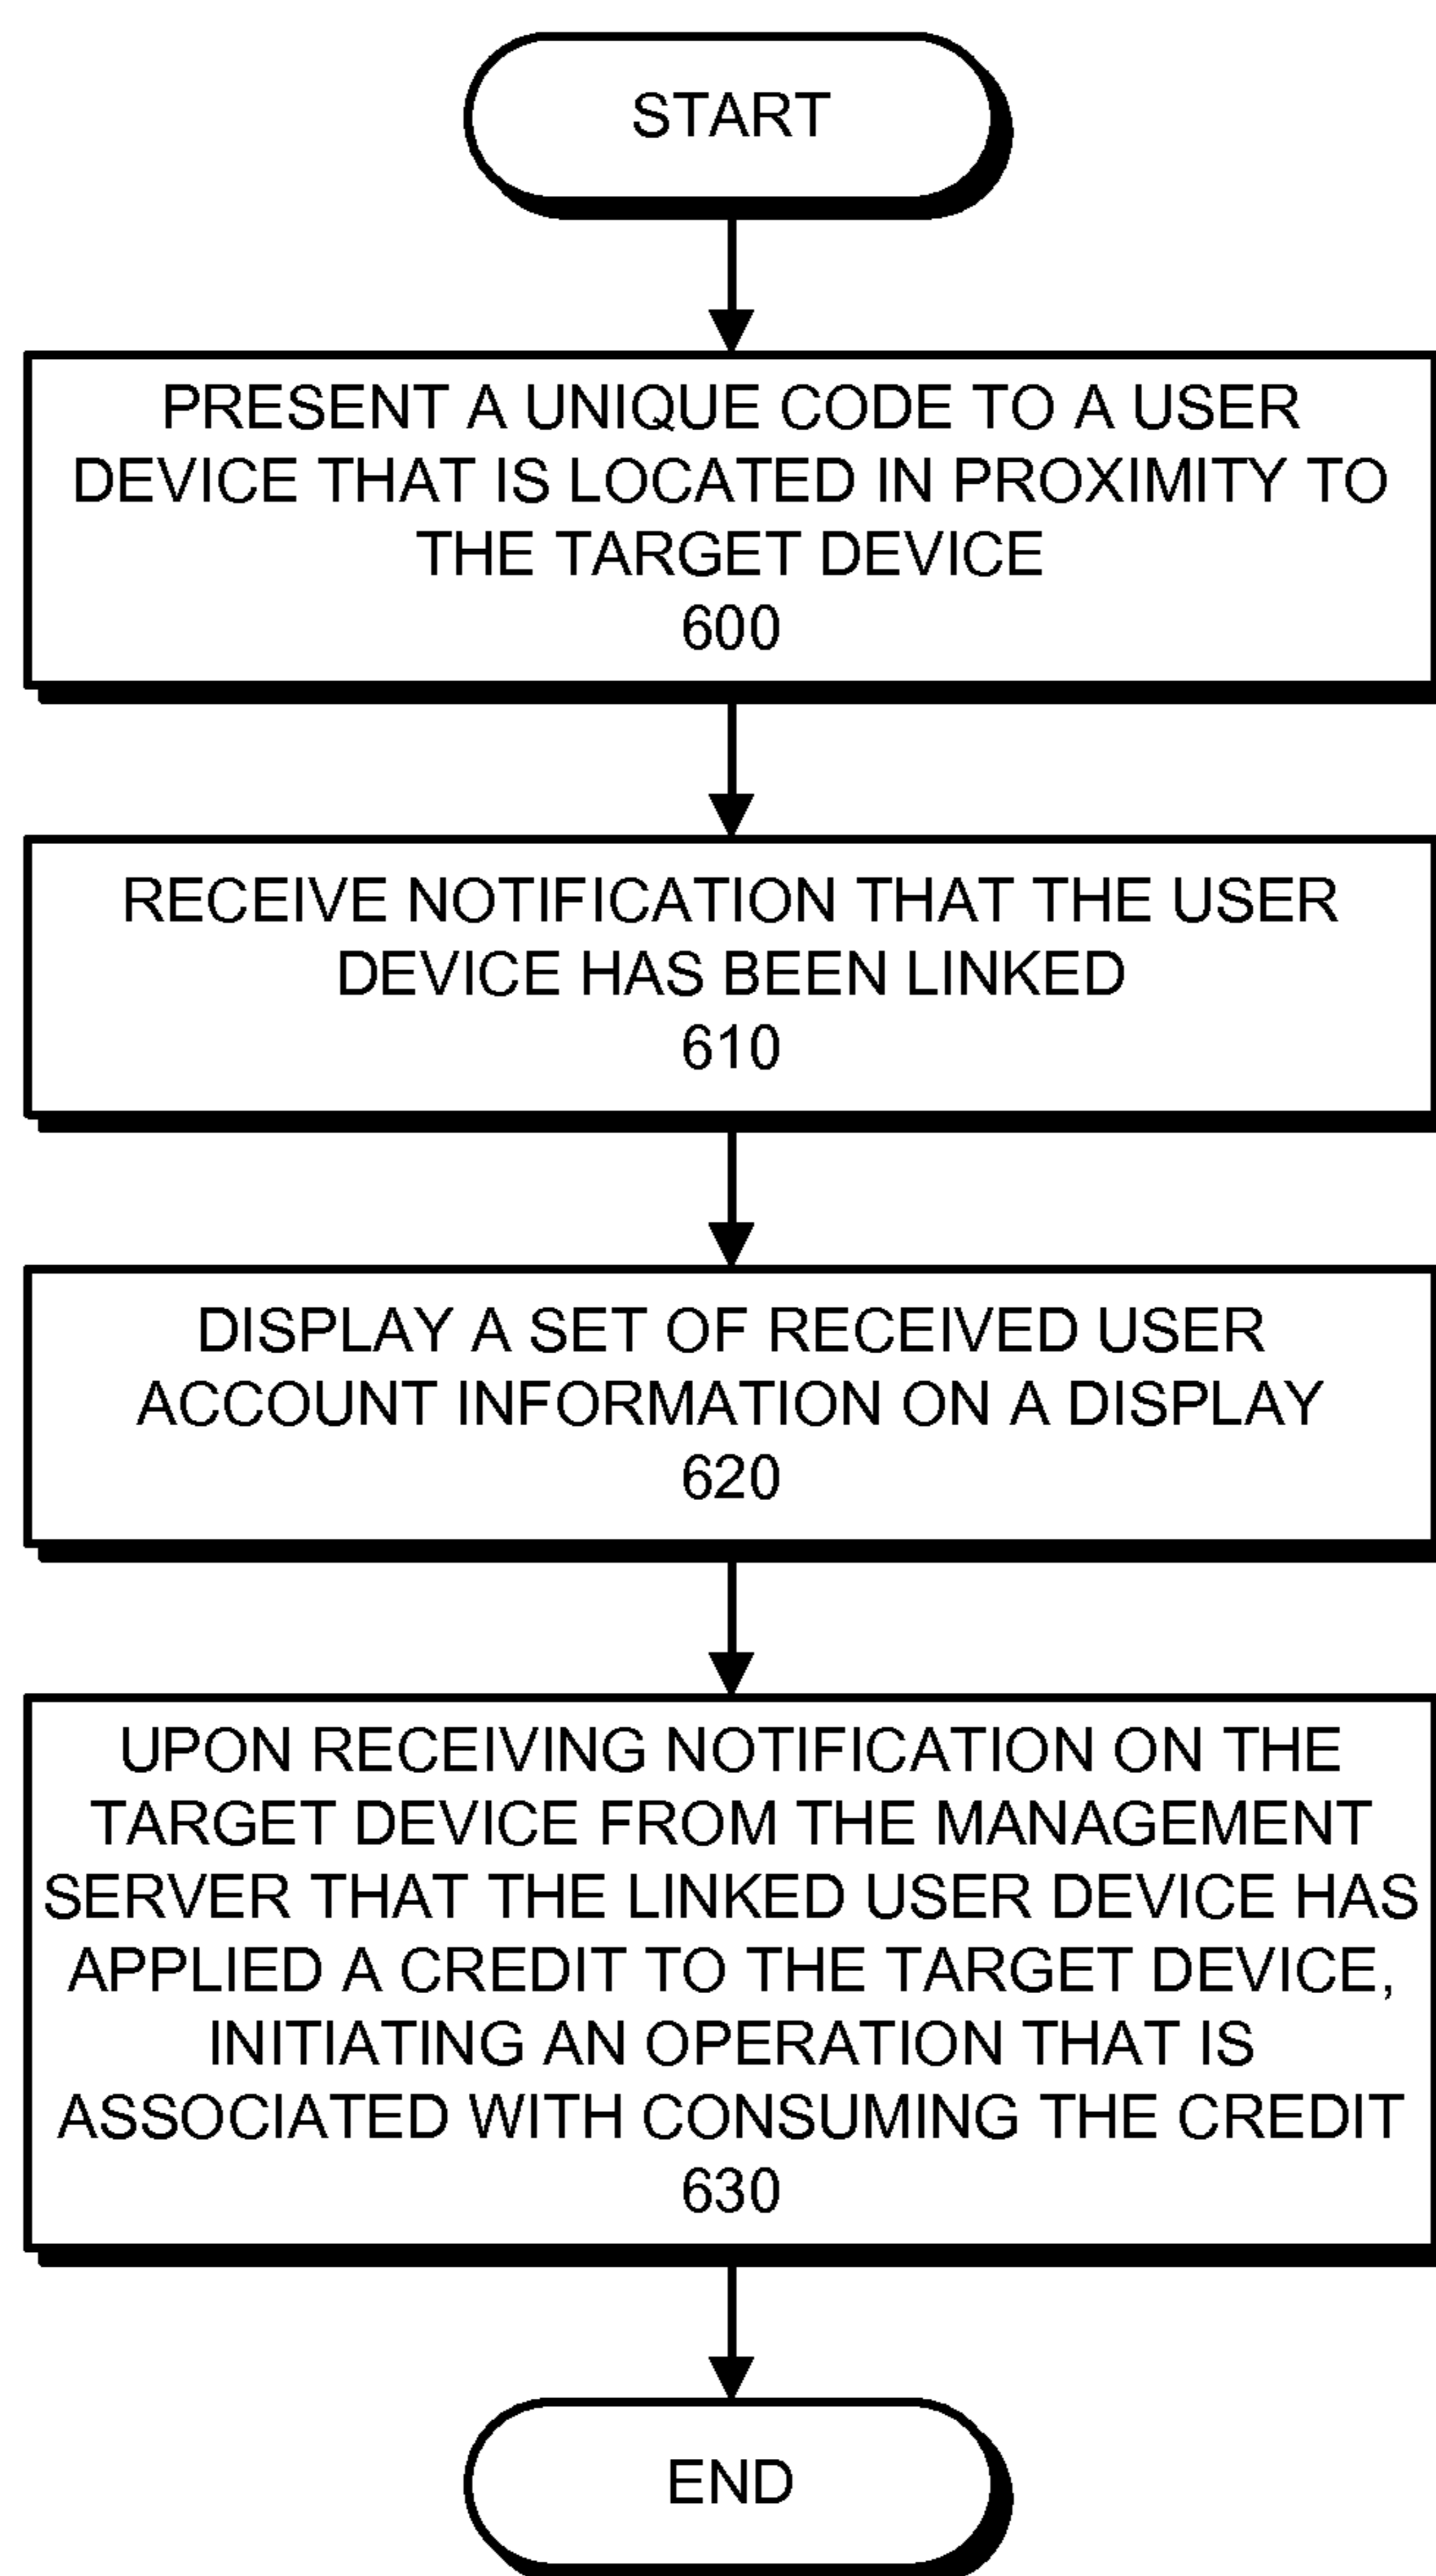 START
PRESENT A UNIQUE CODE TO A USER
DEVICE THAT IS LOCATED IN PROXIMITY TO
THE TARGET DEVICE
600
RECEIVE NOTIFICATION THAT THE USER
DEVICE HAS BEEN LINKED
610
DISPLAY A SET OF RECEIVED USER
ACCOUNT INFORMATION ON A DISPLAY
620
UPON RECEIVING NOTIFICATION ON THE
TARGET DEVICE FROM THE MANAGEMENT
SERVER THAT THE LINKED USER DEVICE HAS
APPLIED A CREDIT TO THE TARGET DEVICE,
INITIATING AN OPERATION THAT IS
ASSOCIATED WITH CONSUMING THE CREDIT
630
END